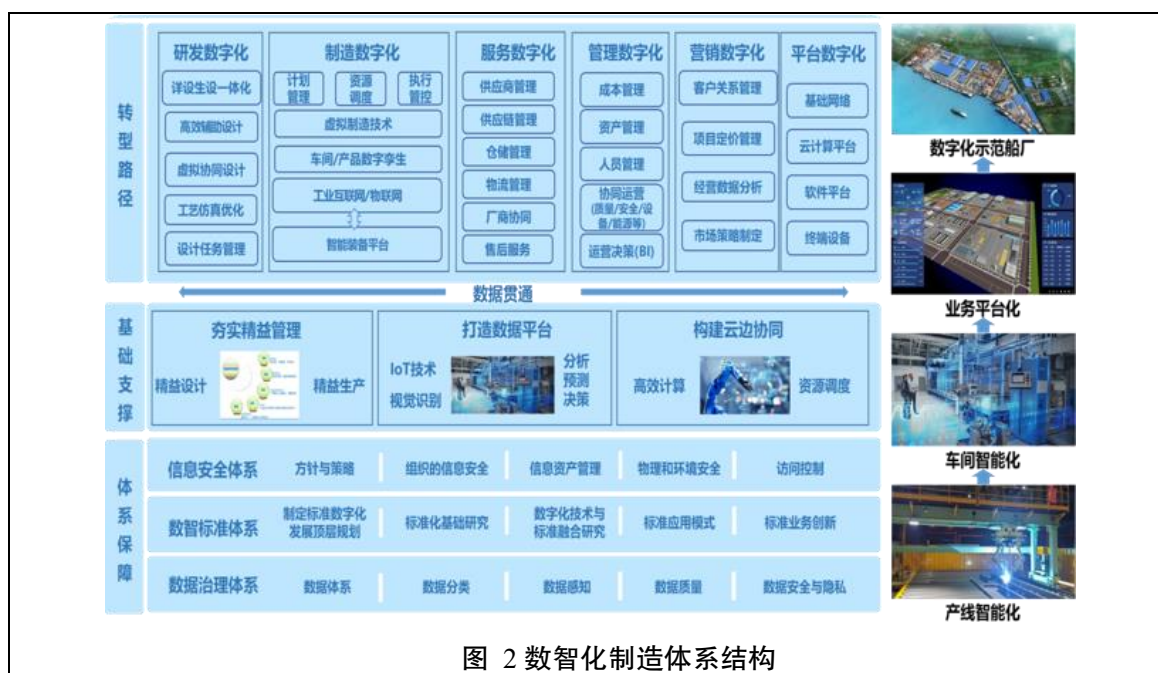 转型路径
研发数字化
详设生设一体化
高效辅助设计
虚拟协同设计
工艺仿真优化
设计任务管理
制造数字化
计划
管理
资源
调度
执行
管控
虚拟制造技术
车间/产品数字孪生
工业互联网/物联网
智能装备平台
服务数字化
供应商管理
供应链管理
仓储管理
物流管理
厂商协同
售后服务
管理数字化
成本管理
资产管理
人员管理
协同运营
(质量/安全/设
备/能源等)
运营决策(BI)
营销数字化
客户关系管理
项目定价管理
经营数据分析
市场策略制定
平台数字化
基础网络
云计算平台
软件平台
终端设备
数据贯通
基础支撑
夯实精益管理
精益设计
精益生产
打造数据平台
IoT技术
视觉识别
分析
预测
决策
构建云边协同
高效计算
资源调度
体系保障
信息安全体系
方针与策略
组织的信息安全
信息资产管理
物理和环境安全
访问控制
数智标准体系
制定标准数字化
发展顶层规划
标准化基础研究
数字化技术与
标准融合研究
标准应用模式
标准业务创新
数据治理体系
数据体系
数据分类
数据感知
数据质量
数据安全与隐私
数字化示范船厂
业务平台化
车间智能化
产线智能化
图 2 数智化制造体系结构